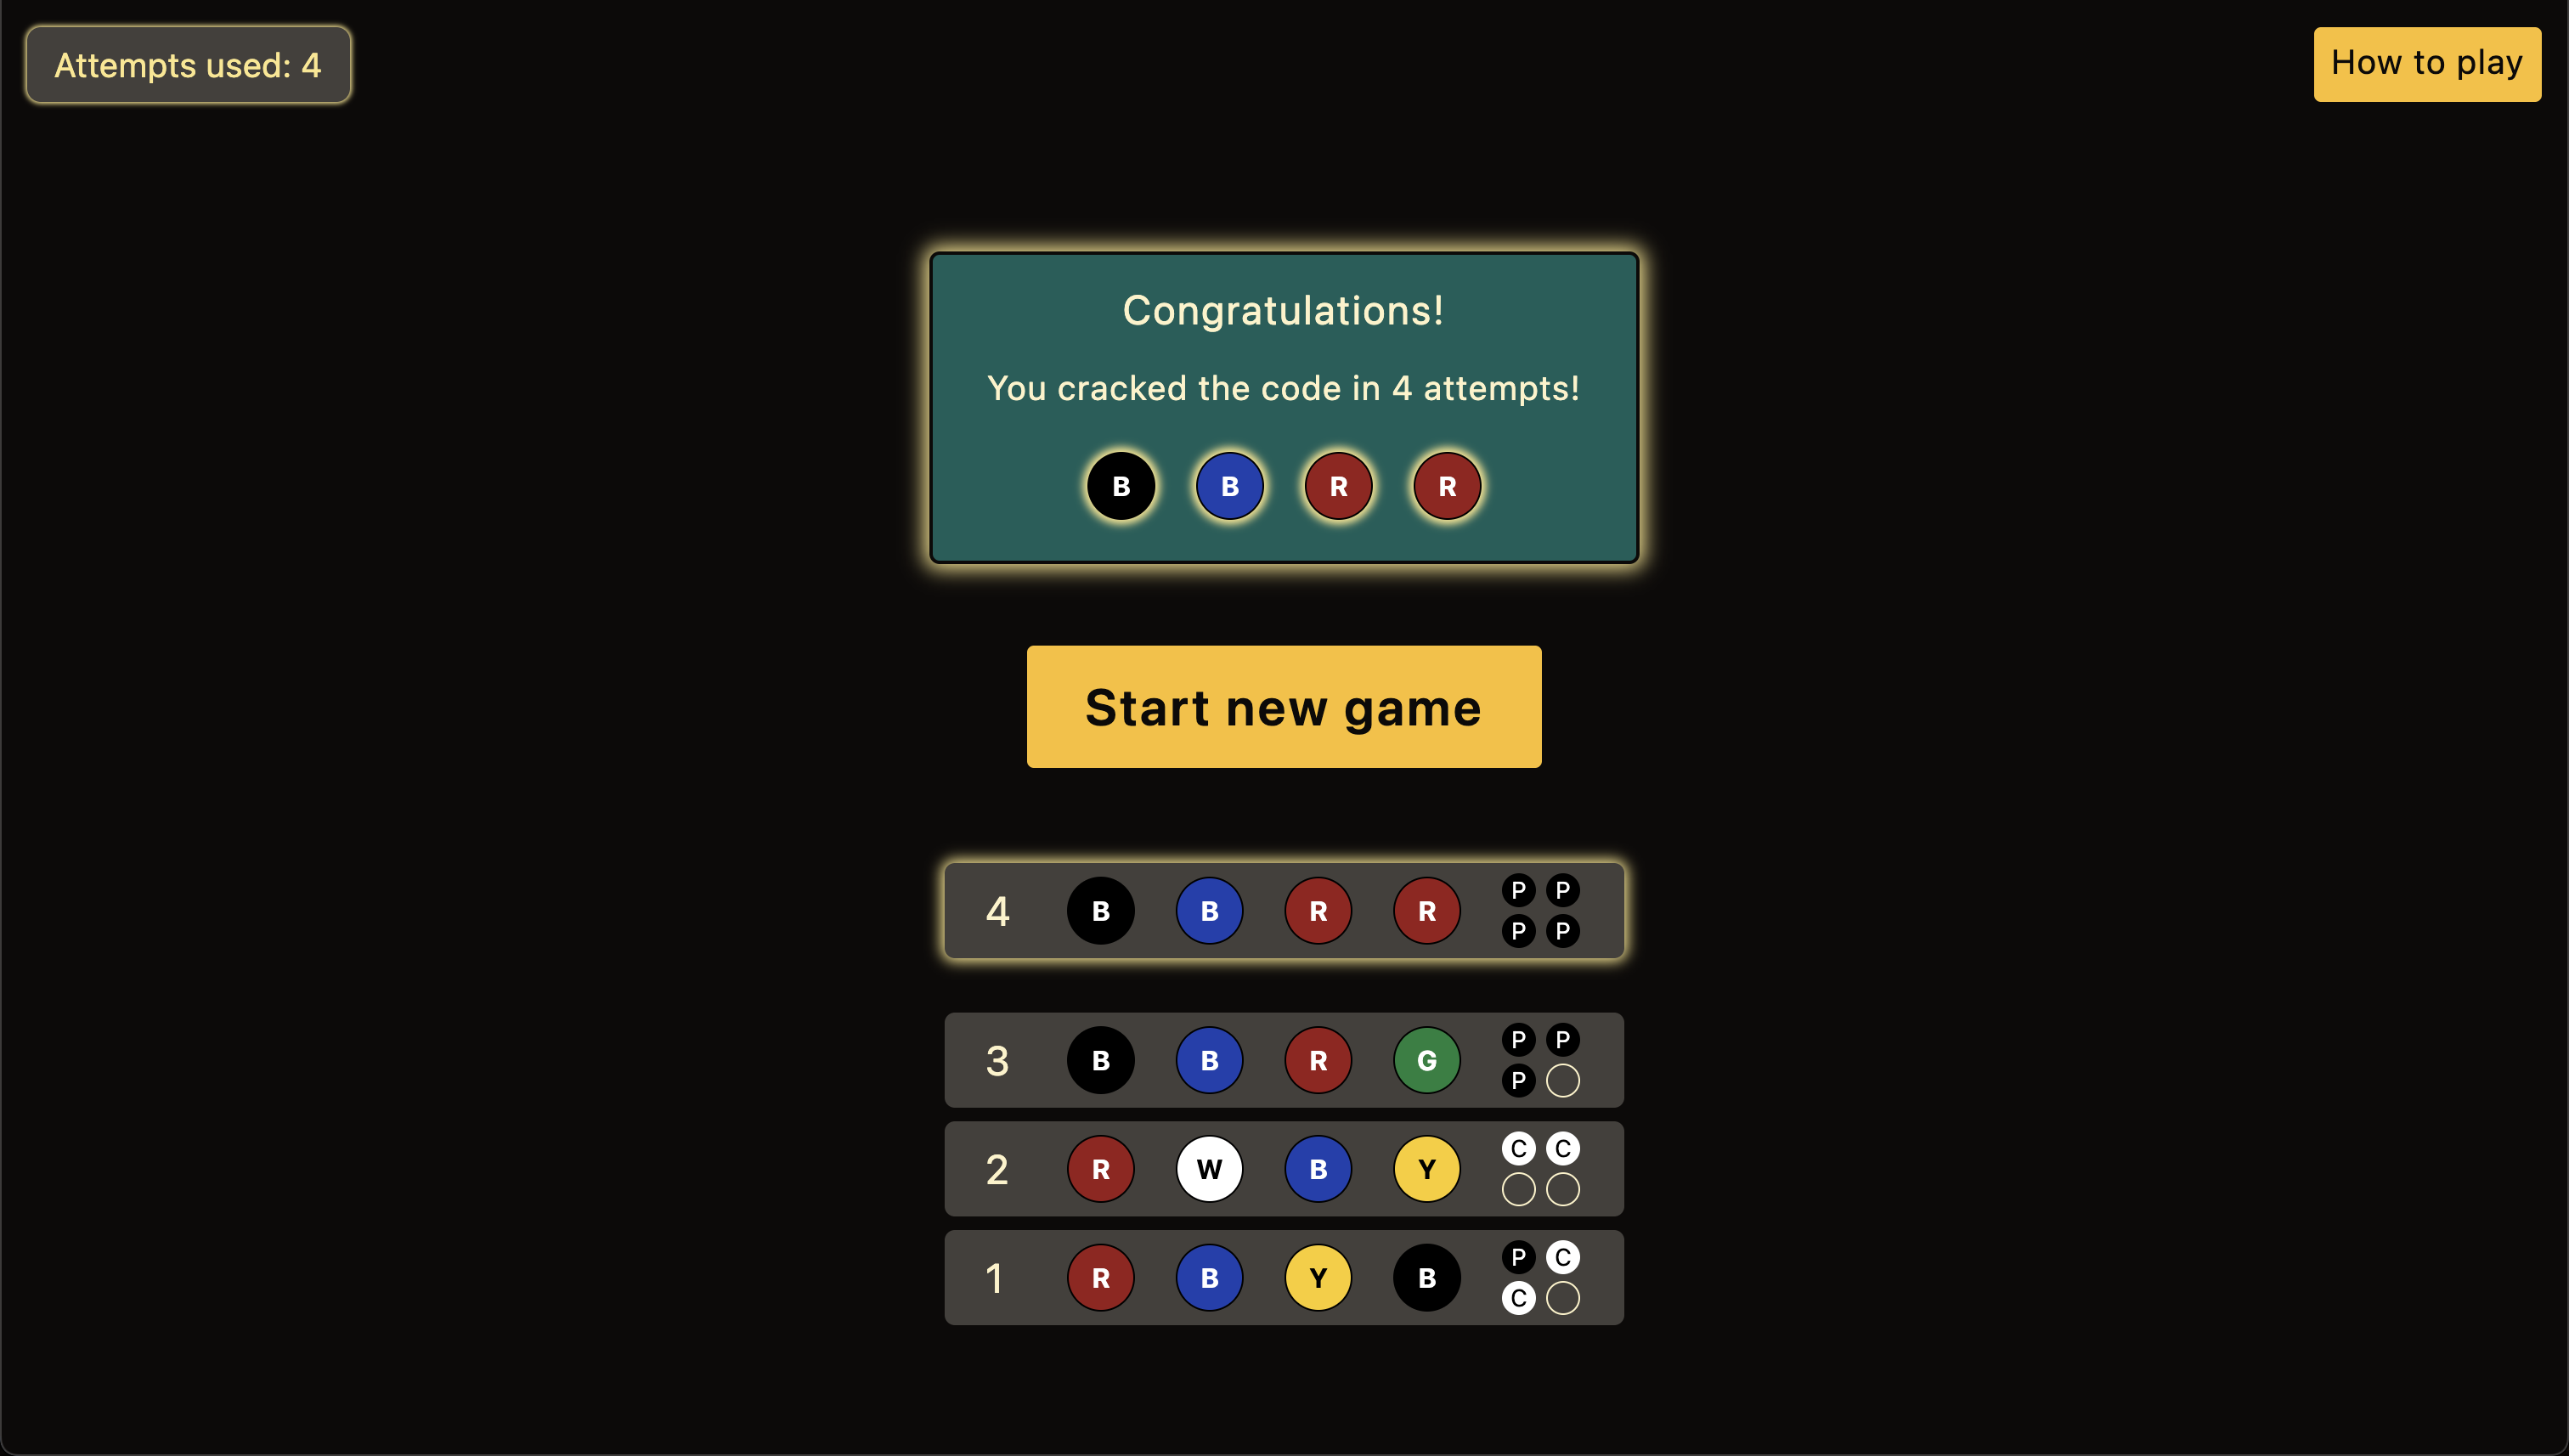 Attempts used: 4
How to play
Congratulations!
You cracked the code in 4 attempts!
B B R R
Start new game
4 B B R R P P
P P
3 B B R G P P
P
2 R W B Y C C
1 R B Y B P C
C